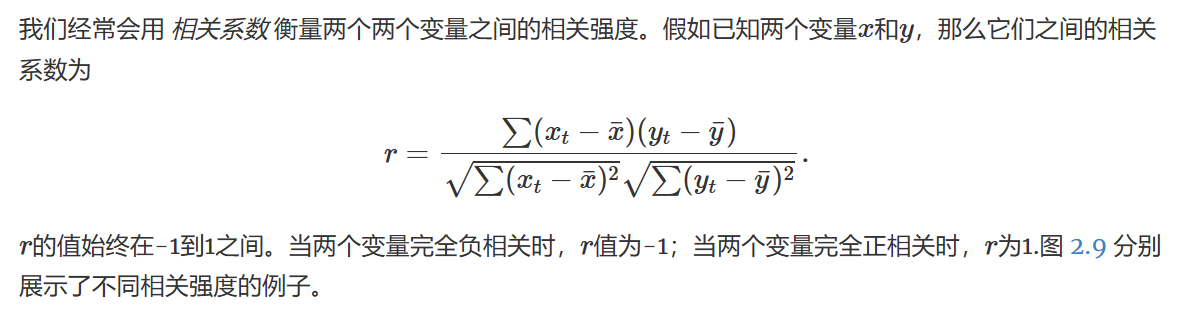 我们经常会用 相关系数 衡量两个两个变量之间的相关强度。假如已知两个变量x和y，那么它们之间的相关
系数为
r = \frac{\sum(x_t - \bar{x})(y_t - \bar{y})}{\sqrt{\sum(x_t - \bar{x})^2}\sqrt{\sum(y_t - \bar{y})^2}}.
r的值始终在-1到1之间。当两个变量完全负相关时，r值为-1；当两个变量完全正相关时，r为1.图 2.9 分别
展示了不同相关强度的例子。